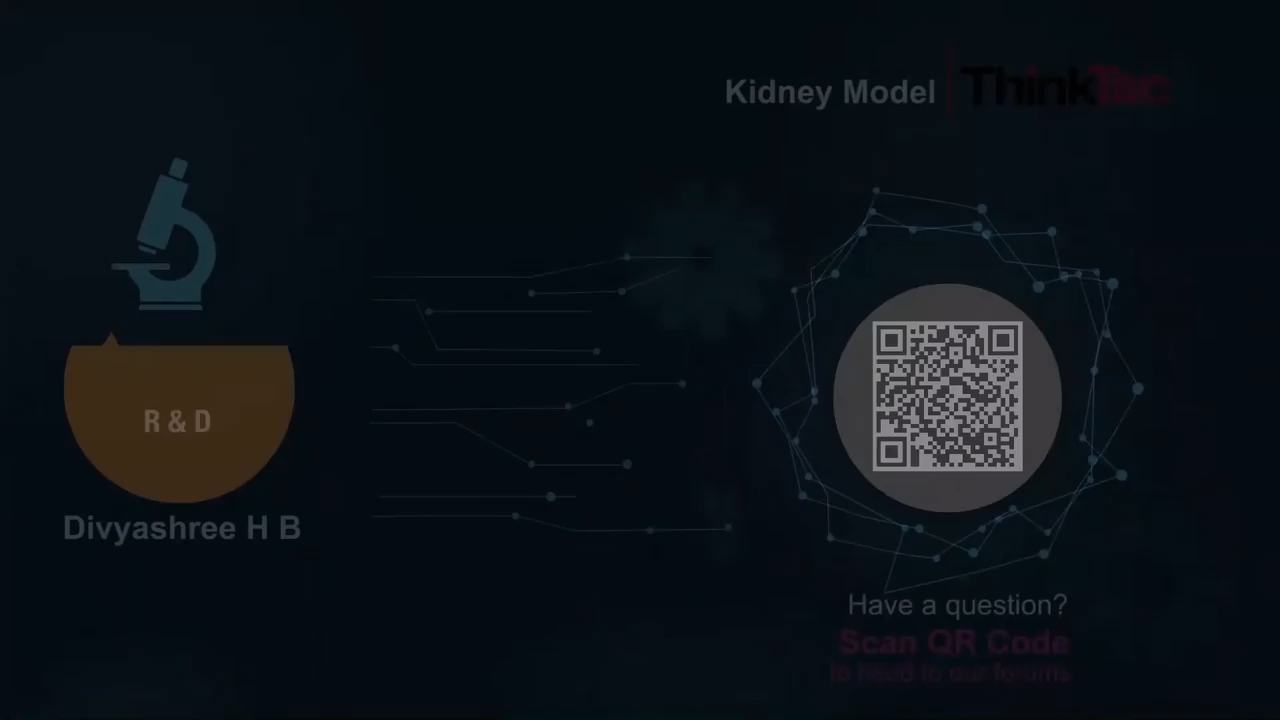 Kidney Model
ThinkTac
R & D
Divyashree H B
Have a question?
Scan QR Code
to head to our forums